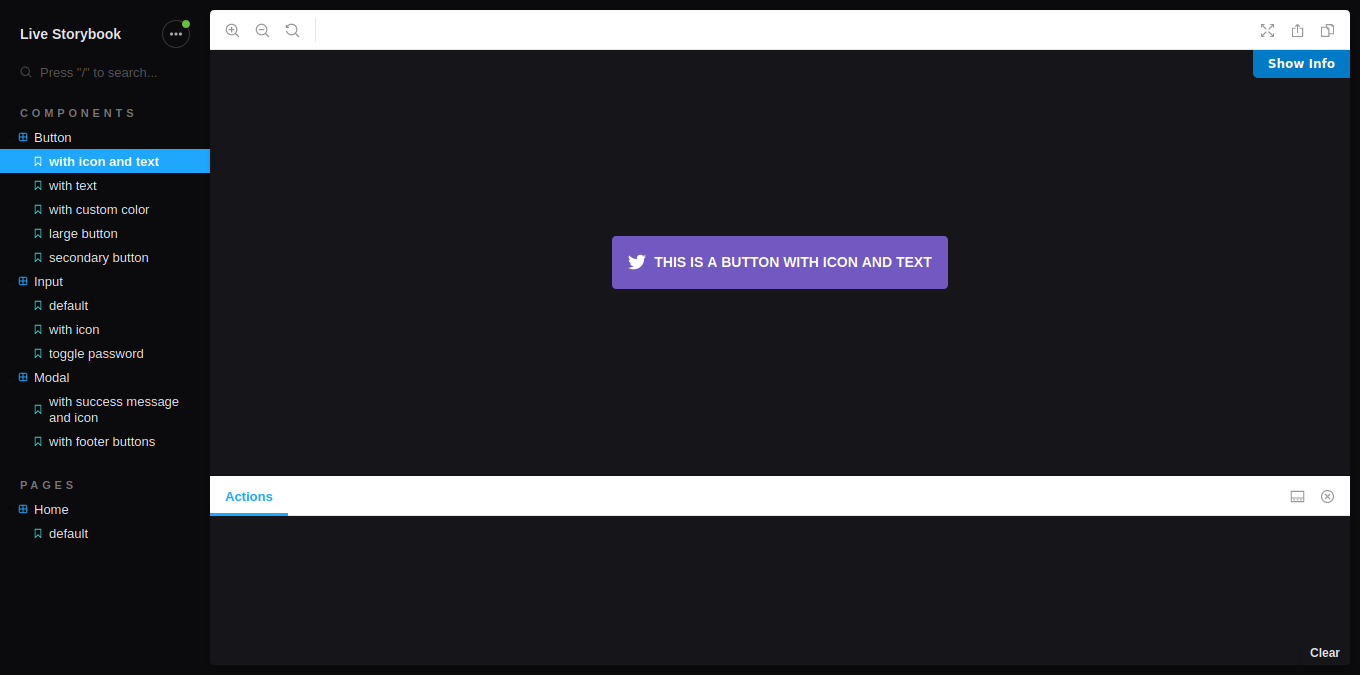 Live Storybook
Press "/" to search...
COMPONENTS
Button
with icon and text
with text
with custom color
large button
secondary button
Input
default
with icon
toggle password
Modal
with success message
and icon
with footer buttons
PAGES
Home
default
Show Info
THIS IS A BUTTON WITH ICON AND TEXT
Actions
Clear